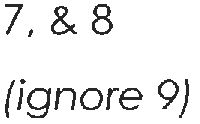 7, & 8
(ignore 9)